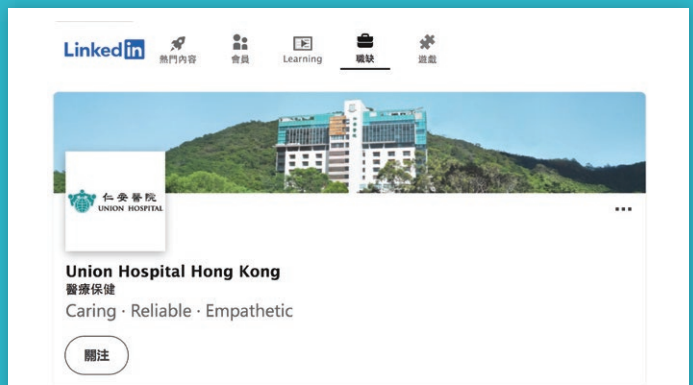 LinkedIn
熱門內容
會員
Learning
職缺
遊戲
仁安醫院
UNION HOSPITAL
Union Hospital Hong Kong
醫療保健
Caring · Reliable · Empathetic
關注